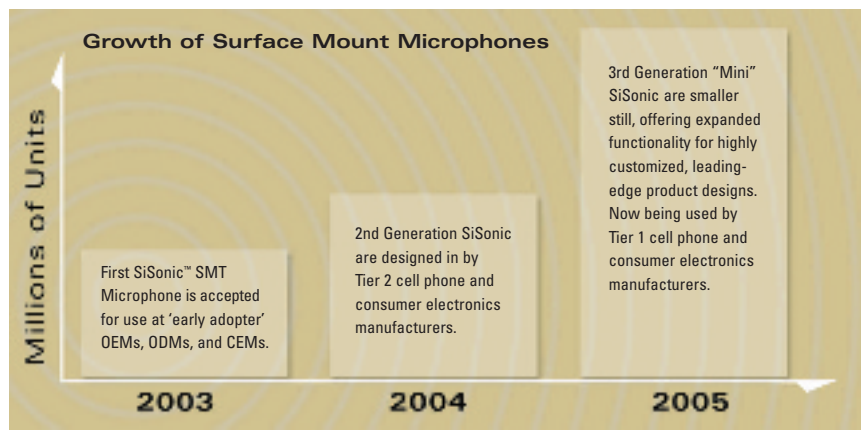 Growth of Surface Mount Microphones
Millions of Units
First SiSonic™ SMT
Microphone is accepted
for use at ‘early adopter’
OEMs, ODMs, and CEMs.
2nd Generation SiSonic
are designed in by
Tier 2 cell phone and
consumer electronics
manufacturers.
3rd Generation “Mini”
SiSonic are smaller
still, offering expanded
functionality for highly
customized, leading-
edge product designs.
Now being used by
Tier 1 cell phone and
consumer electronics
manufacturers.
2003
2004
2005